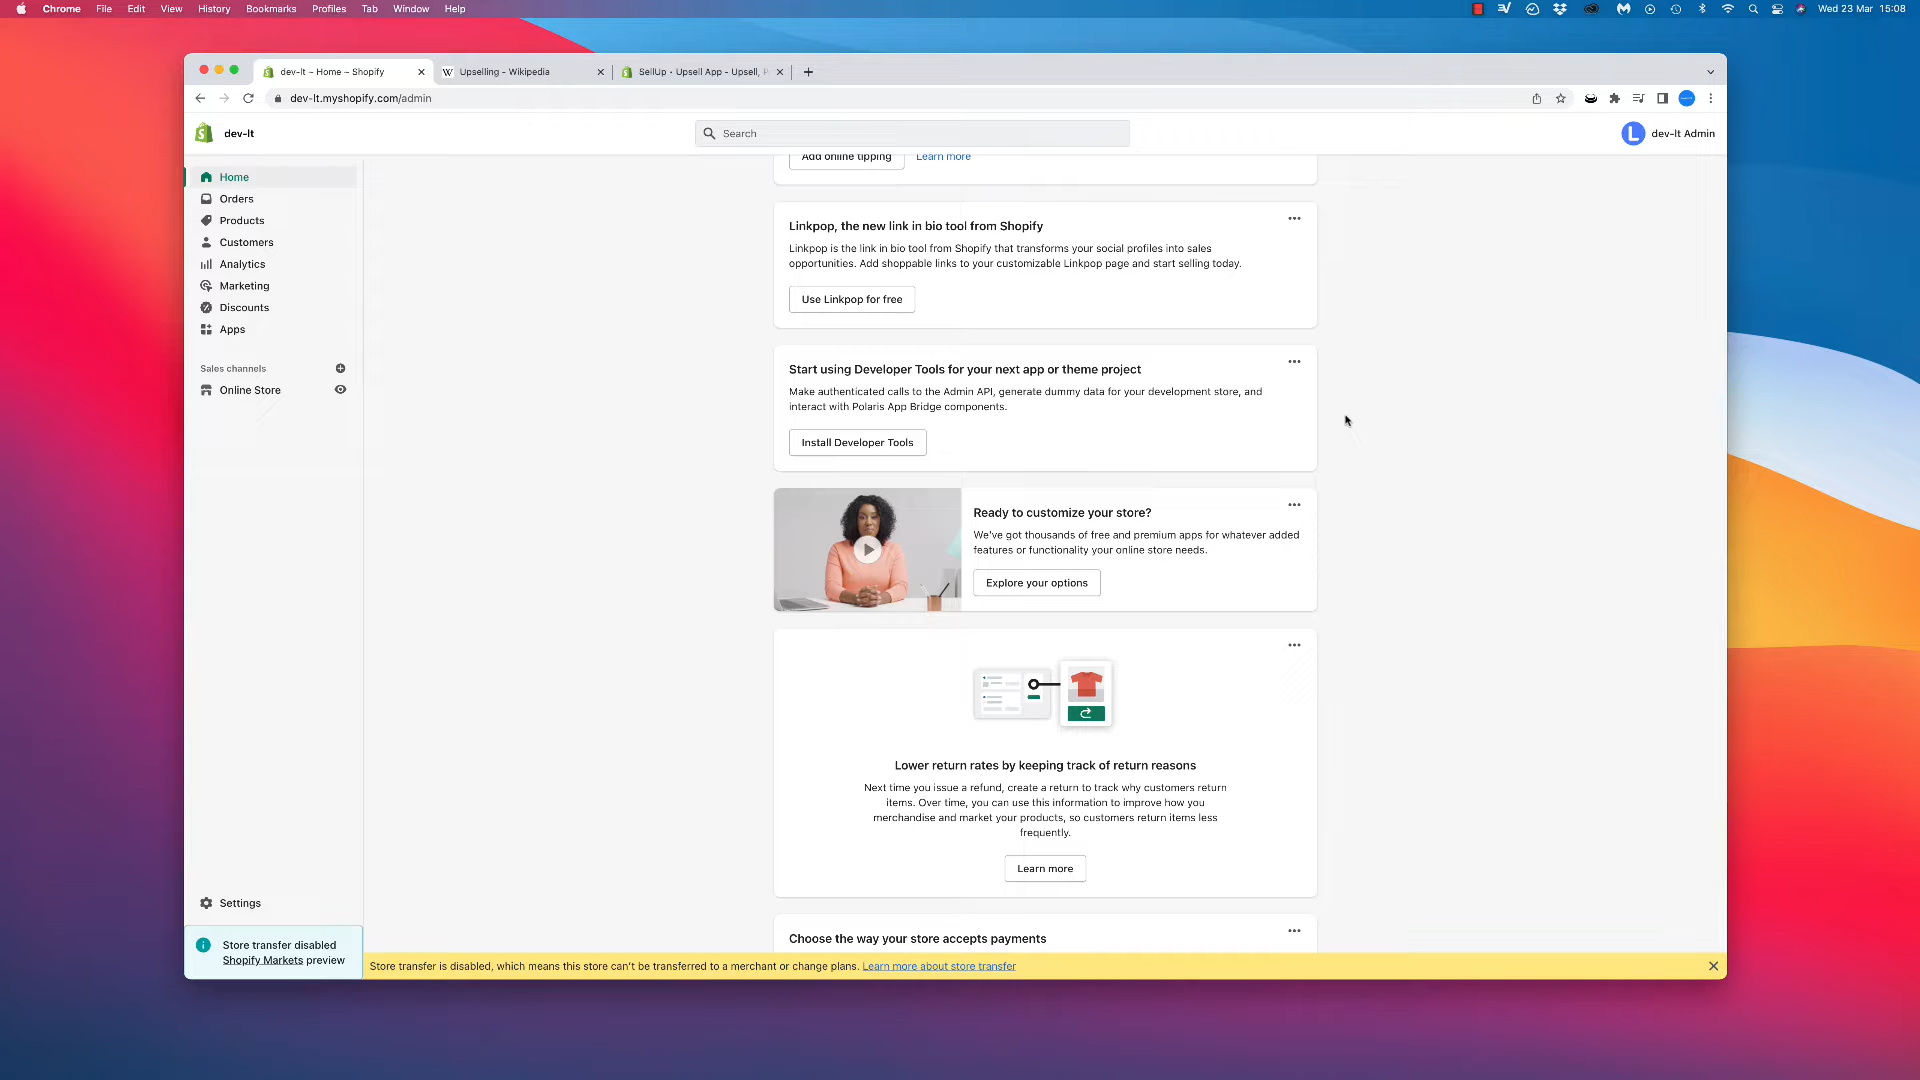 Chrome File Edit View History Bookmarks Profiles Tab Window Help Wed 23 Mar 15:08
dev-lt ~ Home ~ Shopify
Upselling - Wikipedia
SellUp - Upsell App - Upsell,
dev-lt.myshopify.com/admin
dev-lt
Search
dev-lt Admin
Home
Orders
Products
Customers
Analytics
Marketing
Discounts
Apps
Sales channels
Online Store
Settings
Store transfer disabled
Shopify Markets preview
Add online tipping
Learn more
Linkpop, the new link in bio tool from Shopify
Linkpop is the link in bio tool from Shopify that transforms your social profiles into sales
opportunities. Add shoppable links to your customizable Linkpop page and start selling today.
Use Linkpop for free
Start using Developer Tools for your next app or theme project
Make authenticated calls to the Admin API, generate dummy data for your development store, and
interact with Polaris App Bridge components.
Install Developer Tools
Ready to customize your store?
We've got thousands of free and premium apps for whatever added
features or functionality your online store needs.
Explore your options
Lower return rates by keeping track of return reasons
Next time you issue a refund, create a return to track why customers return
items. Over time, you can use this information to improve how you
merchandise and market your products, so customers return items less
frequently.
Learn more
Choose the way your store accepts payments
Store transfer is disabled, which means this store can't be transferred to a merchant or change plans. Learn more about store transfer